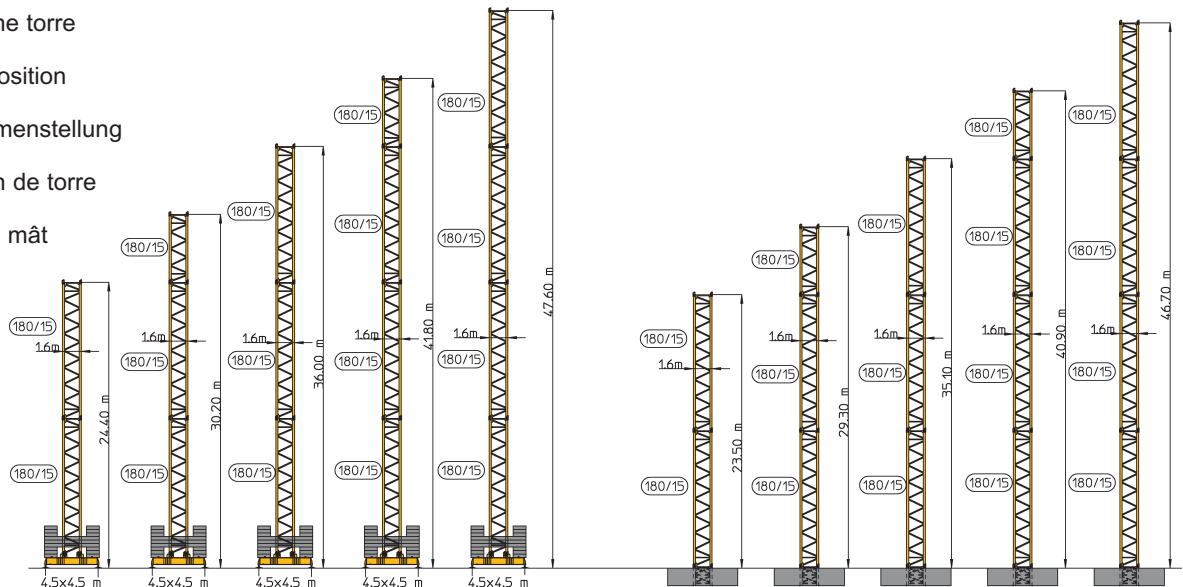 ne torre
osition
menstellung
n de torre
mât
180/15
1.6m
180/15
24.40 m
4.5x4.5 m
180/15
1.6m
180/15
180/15
30.20 m
4.5x4.5 m
180/15
1.6m
180/15
180/15
36.00 m
4.5x4.5 m
180/15
180/15
1.6m
180/15
180/15
41.80 m
4.5x4.5 m
180/15
180/15
1.6m
180/15
180/15
47.60 m
4.5x4.5 m
180/15
1.6m
180/15
23.50 m
180/15
1.6m
180/15
180/15
29.30 m
180/15
1.6m
180/15
180/15
35.10 m
180/15
180/15
1.6m
180/15
180/15
40.90 m
180/15
180/15
1.6m
180/15
180/15
46.70 m